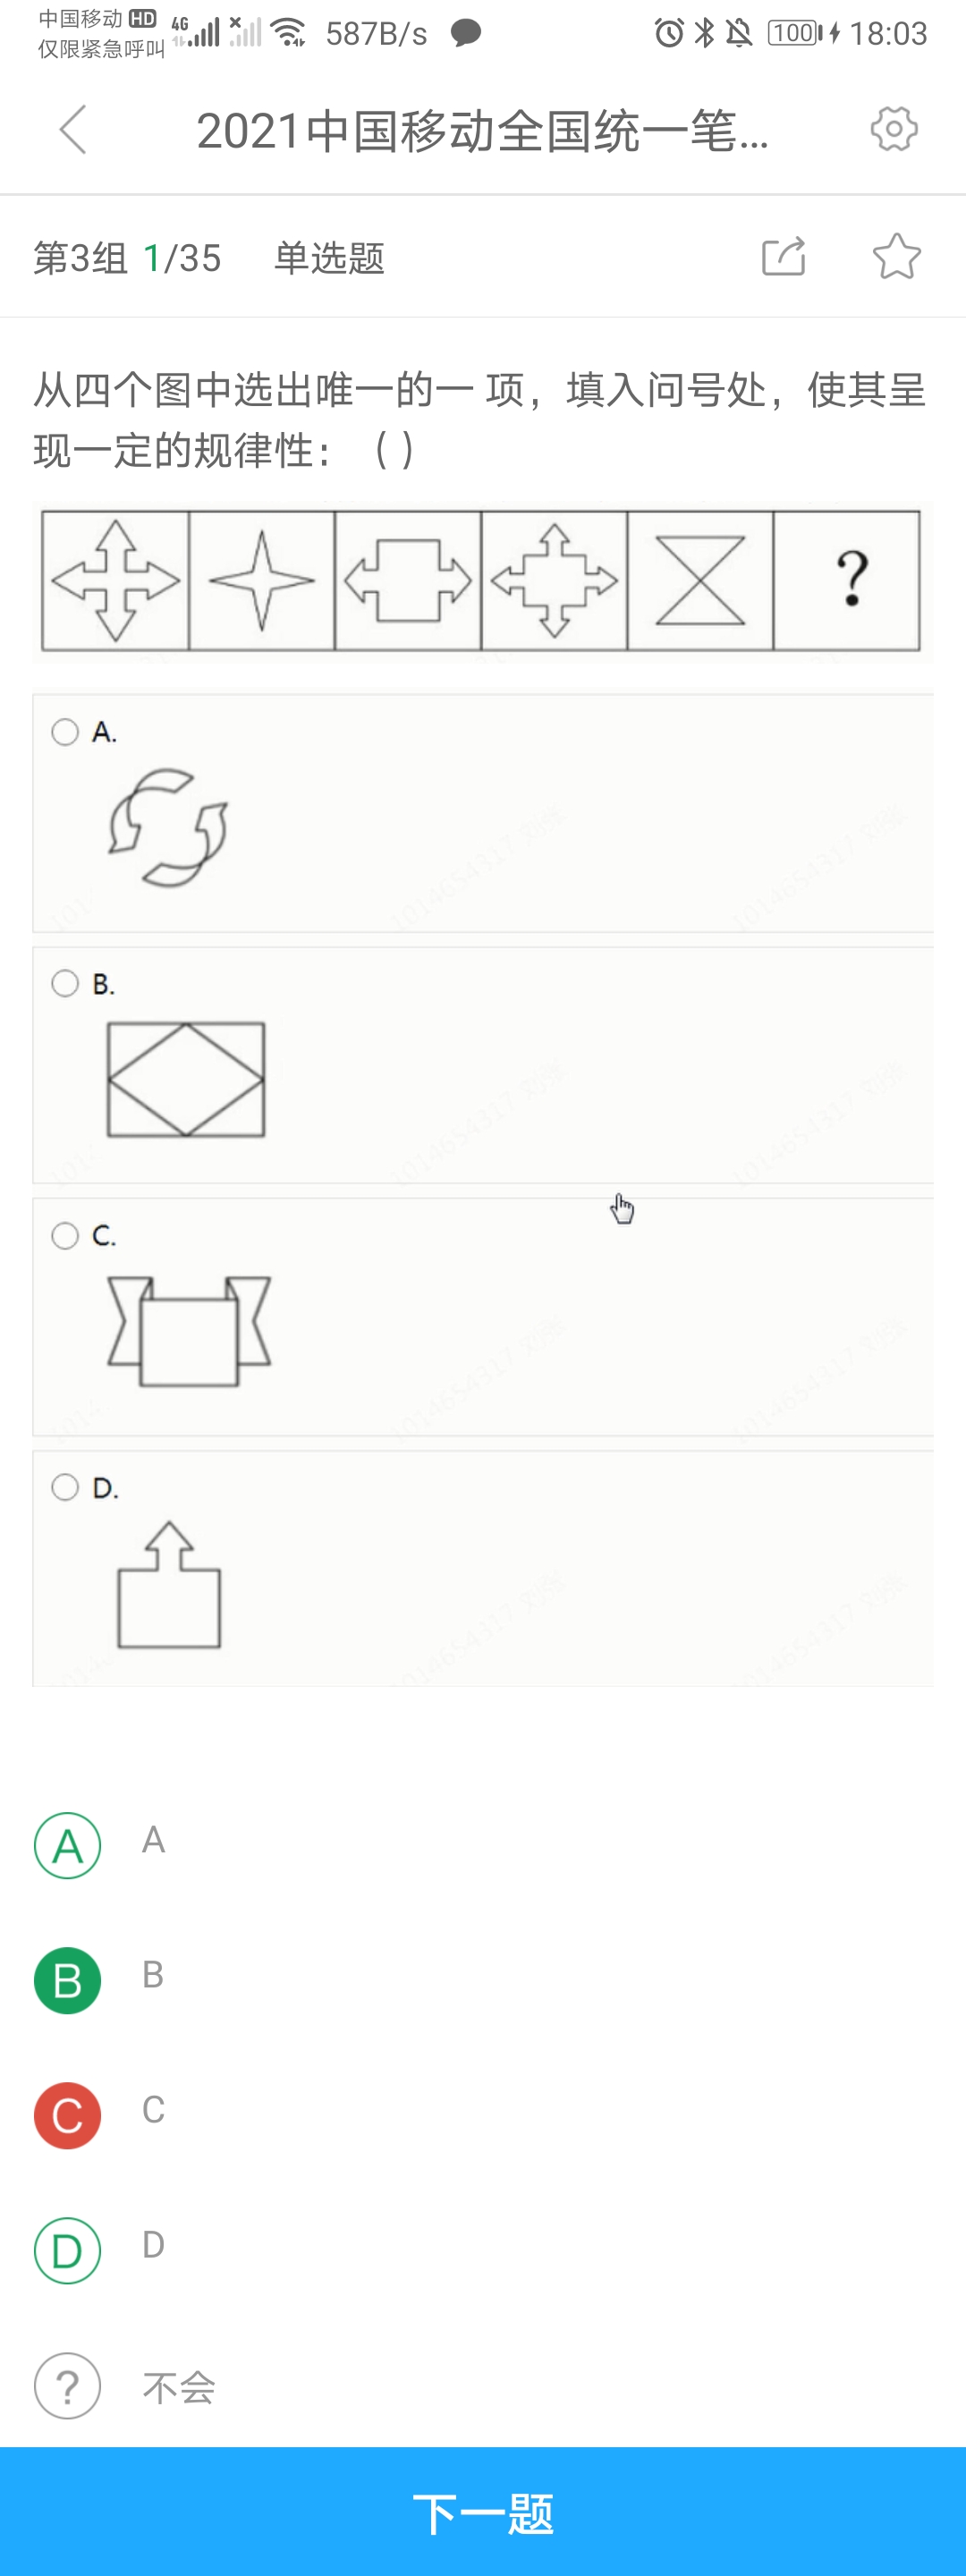 中国移动 HD
仅限紧急呼叫
4G
587B/s
100
18:03
2021中国移动全国统一笔...
第3组 1/35 单选题
从四个图中选出唯一的一 项，填入问号处，使其呈
现一定的规律性： ( )
?
A.
B.
C.
D.
A A
B B
C C
D D
? 不会
下一题